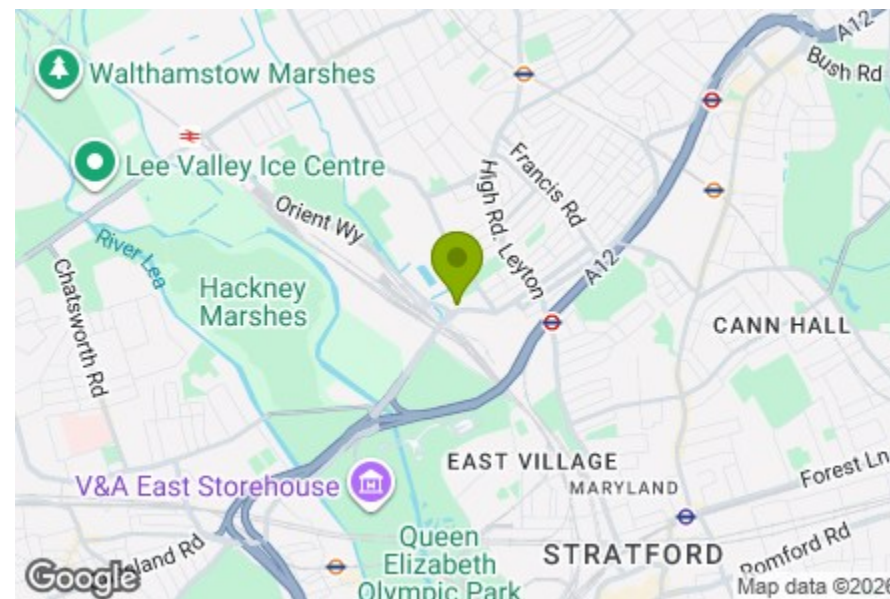 A12
Bush Rd
Walthamstow Marshes
Lee Valley Ice Centre
Francis Rd
High Rd. Leyton
Orient Wy
River Lea
A12
Chatsworth Rd
Hackney
Marshes
CANN HALL
EAST VILLAGE
MARYLAND
Forest Ln
V&A East Storehouse
Queen
Elizabeth
Olympic Park
STRATFORD
Romford Rd
Rd
Google
Map data ©2026